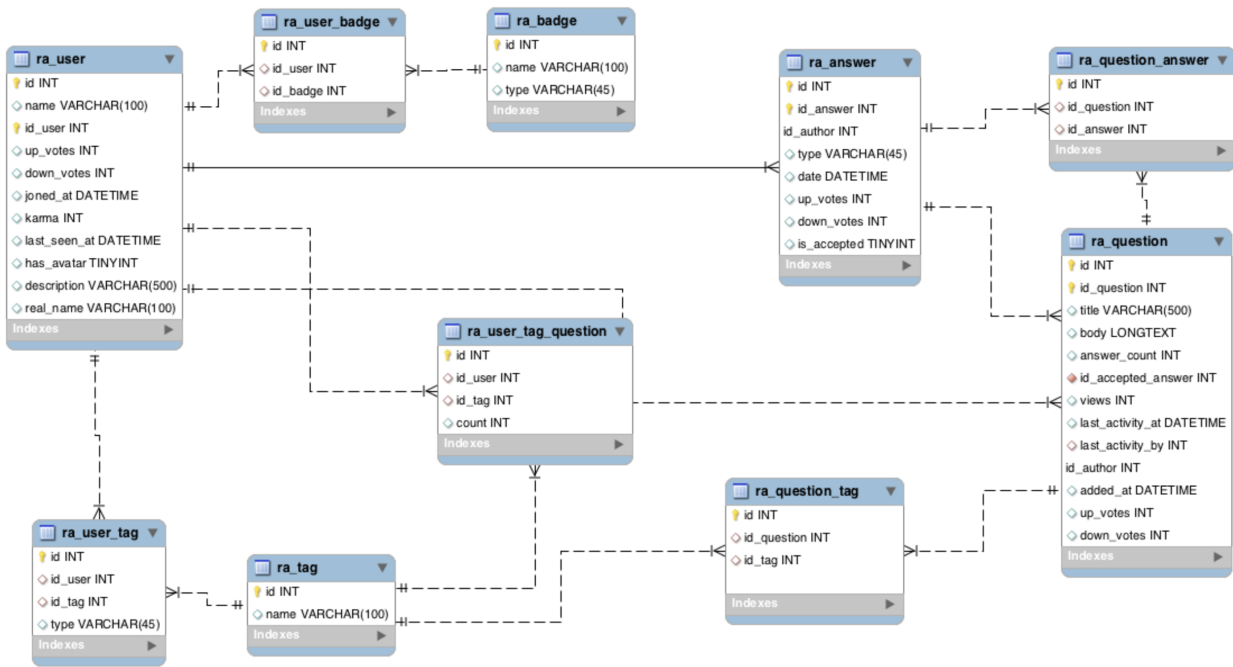 ra_user
id INT
name VARCHAR(100)
id_user INT
up_votes INT
down_votes INT
joned_at DATETIME
karma INT
last_seen_at DATETIME
has_avatar TINYINT
description VARCHAR(500)
real_name VARCHAR(100)
Indexes
ra_user_badge
id INT
id_user INT
id_badge INT
Indexes
ra_badge
id INT
name VARCHAR(100)
type VARCHAR(45)
Indexes
ra_answer
id INT
id_answer INT
id_author INT
type VARCHAR(45)
date DATETIME
up_votes INT
down_votes INT
is_accepted TINYINT
Indexes
ra_question_answer
id INT
id_question INT
id_answer INT
Indexes
ra_question
id INT
id_question INT
title VARCHAR(500)
body LONGTEXT
answer_count INT
id_accepted_answer INT
views INT
last_activity_at DATETIME
last_activity_by INT
id_author INT
added_at DATETIME
up_votes INT
down_votes INT
Indexes
ra_user_tag_question
id INT
id_user INT
id_tag INT
count INT
Indexes
ra_question_tag
id INT
id_question INT
id_tag INT
Indexes
ra_user_tag
id INT
id_user INT
id_tag INT
type VARCHAR(45)
Indexes
ra_tag
id INT
name VARCHAR(100)
Indexes